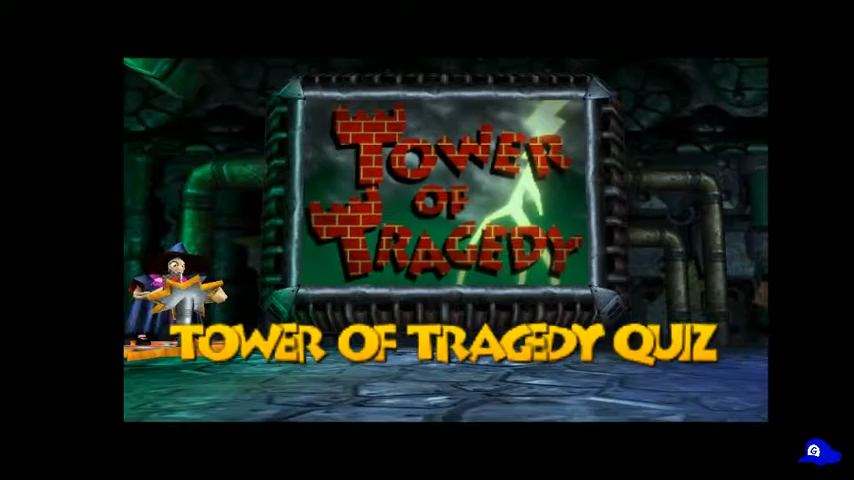 TOWER
OF
TRAGEDY
TOWER OF TRAGEDY QUIZ
G